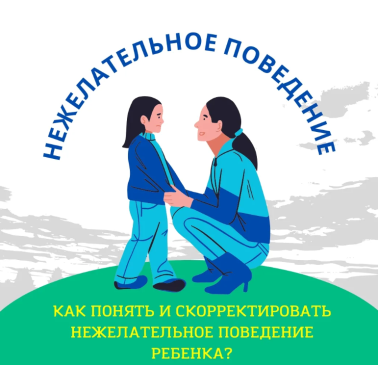 НЕЖЕЛАТЕЛЬНОЕ ПОВЕДЕНИЕ
КАК ПОНЯТЬ И СКОРРЕКТИРОВАТЬ
НЕЖЕЛАТЕЛЬНОЕ ПОВЕДЕНИЕ
РЕБЕНКА?